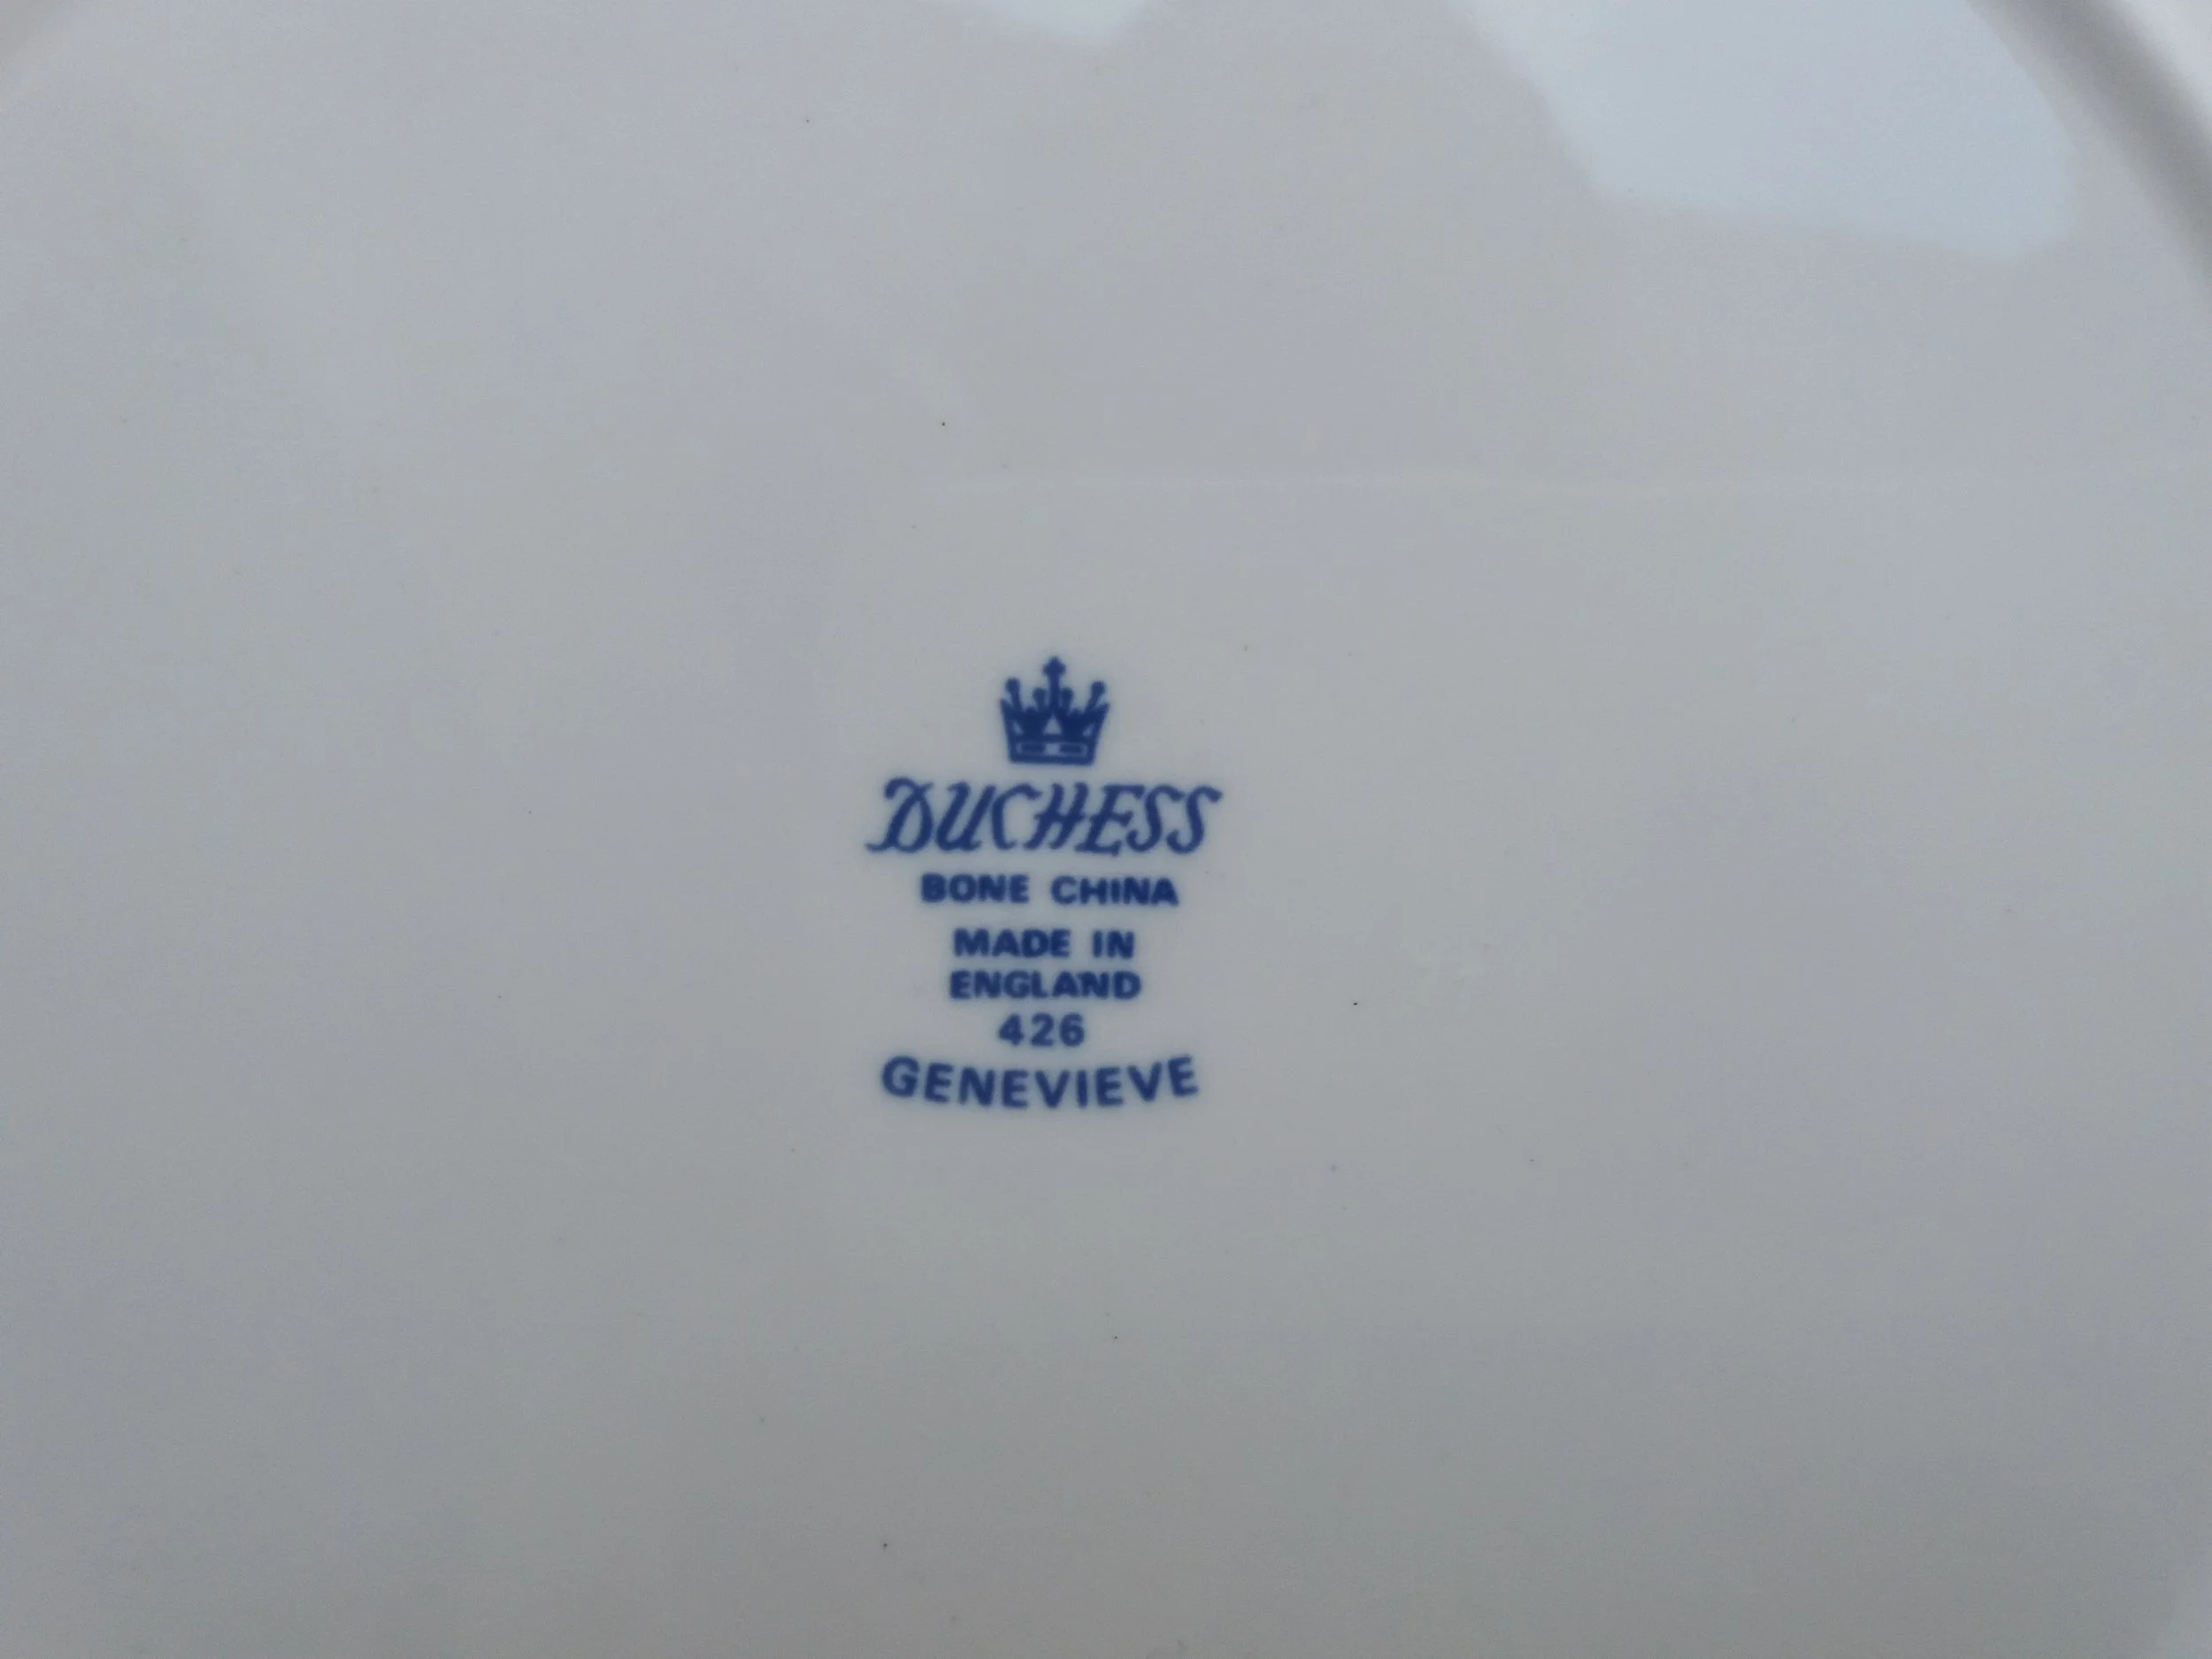 DUCHESS
BONE CHINA
MADE IN
ENGLAND
426
GENEVIEVE